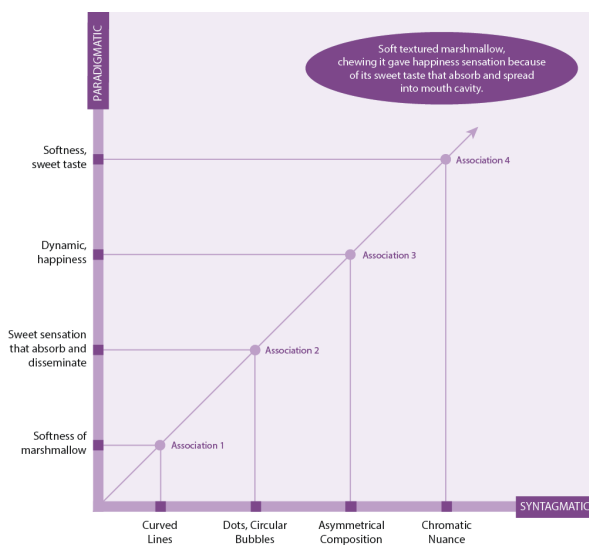 PARADIGMATIC
Soft textured marshmallow,
chewing it gave happiness sensation because
of its sweet taste that absorb and spread
into mouth cavity.
Softness,
sweet taste
Association 4
Dynamic,
happiness
Association 3
Sweet sensation
that absorb and
disseminate
Association 2
Softness of
marshmallow
Association 1
SYNTAGMATIC
Curved
Lines
Dots, Circular
Bubbles
Asymmetrical
Composition
Chromatic
Nuance